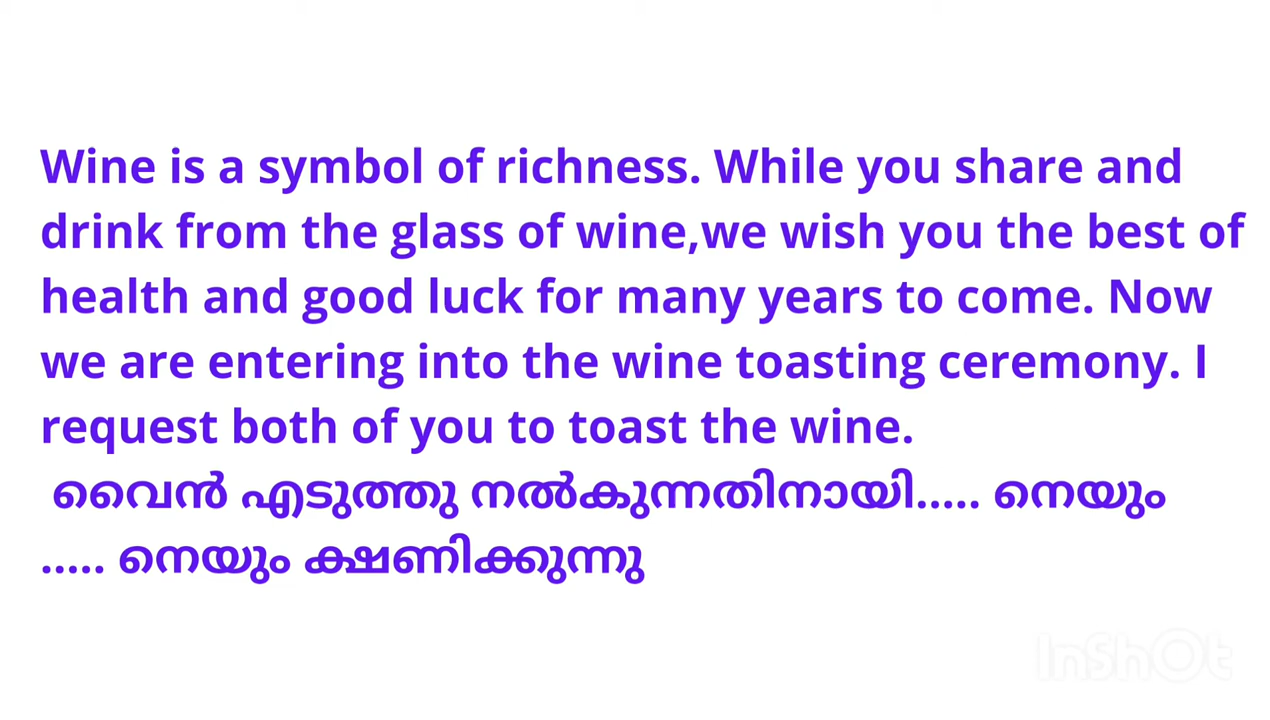 Wine is a symbol of richness. While you share and
drink from the glass of wine,we wish you the best of
health and good luck for many years to come. Now
we are entering into the wine toasting ceremony. I
request both of you to toast the wine.
വൈൻ എടുത്തു നൽകുന്നതിനായി..... നെയും
..... നെയും ക്ഷണിക്കുന്നു
InShOt